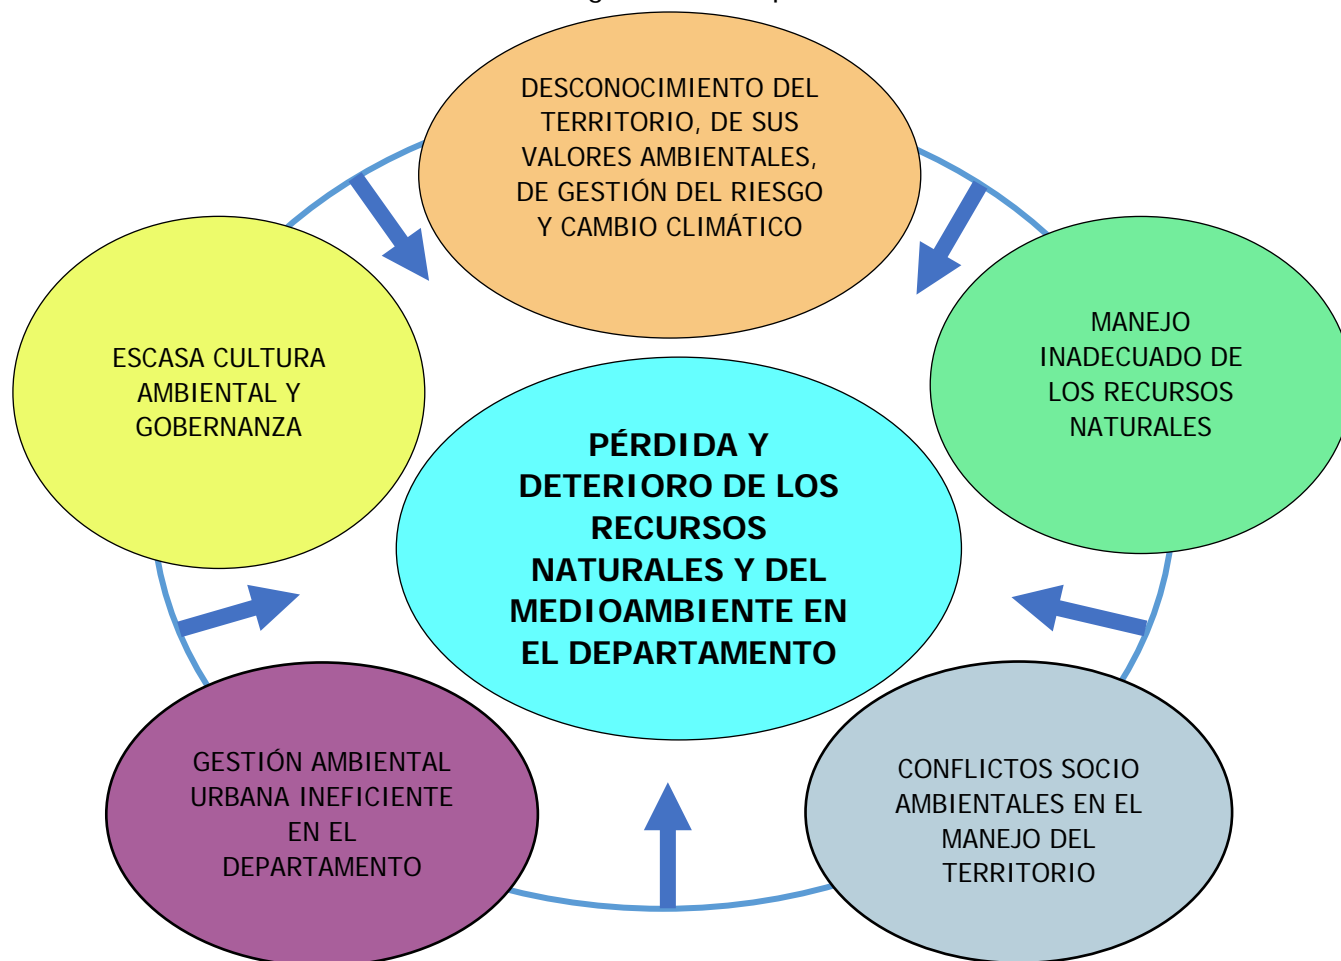 DESCONOCIMIENTO DEL
TERRITORIO, DE SUS
VALORES AMBIENTALES,
DE GESTIÓN DEL RIESGO
Y CAMBIO CLIMÁTICO
ESCASA CULTURA
AMBIENTAL Y
GOBERNANZA
MANEJO
INADECUADO DE
LOS RECURSOS
NATURALES
PÉRDIDA Y
DETERIORO DE LOS
RECURSOS
NATURALES Y DEL
MEDIOAMBIENTE EN
EL DEPARTAMENTO
GESTIÓN AMBIENTAL
URBANA INEFICIENTE
EN EL
DEPARTAMENTO
CONFLICTOS SOCIO
AMBIENTALES EN EL
MANEJO DEL
TERRITORIO